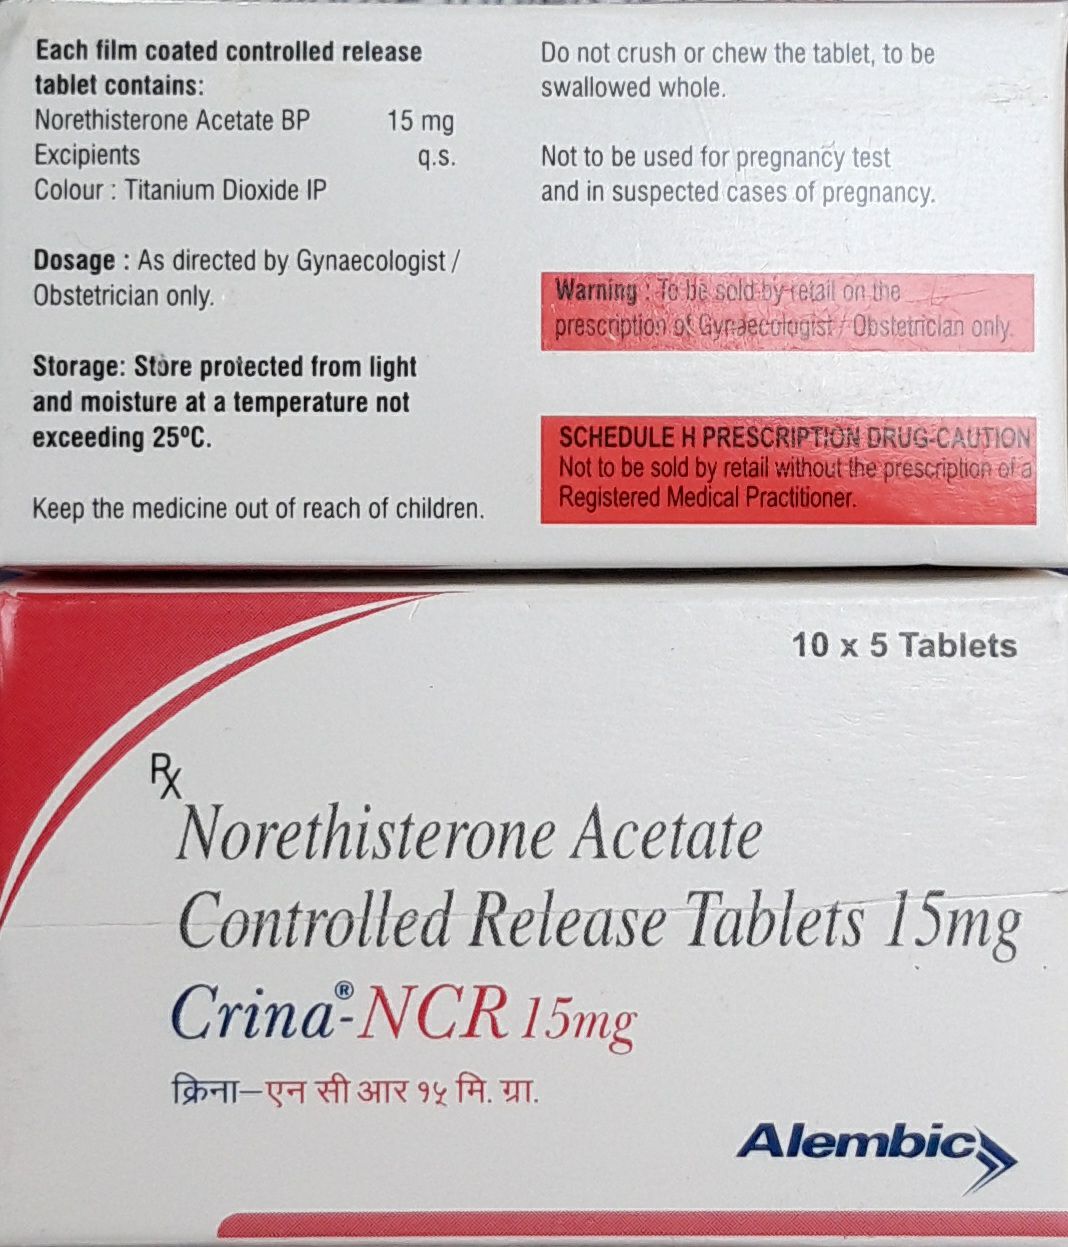 Each film coated controlled release
tablet contains:
Norethisterone Acetate BP 15 mg
Excipients q.s.
Colour : Titanium Dioxide IP
Dosage : As directed by Gynaecologist /
Obstetrician only.
Storage: Store protected from light
and moisture at a temperature not
exceeding 25ºC.
Keep the medicine out of reach of children.
Do not crush or chew the tablet, to be
swallowed whole.
Not to be used for pregnancy test
and in suspected cases of pregnancy.
Warning : To be sold by retail on the
prescription of Gynaecologist / Obstetrician only.
SCHEDULE H PRESCRIPTION DRUG-CAUTION
Not to be sold by retail without the prescription of a
Registered Medical Practitioner.
10 x 5 Tablets
Rx
Norethisterone Acetate
Controlled Release Tablets 15mg
Crina®-NCR 15mg
क्रिना–एन सी आर १५ मि. ग्रा.
Alembic